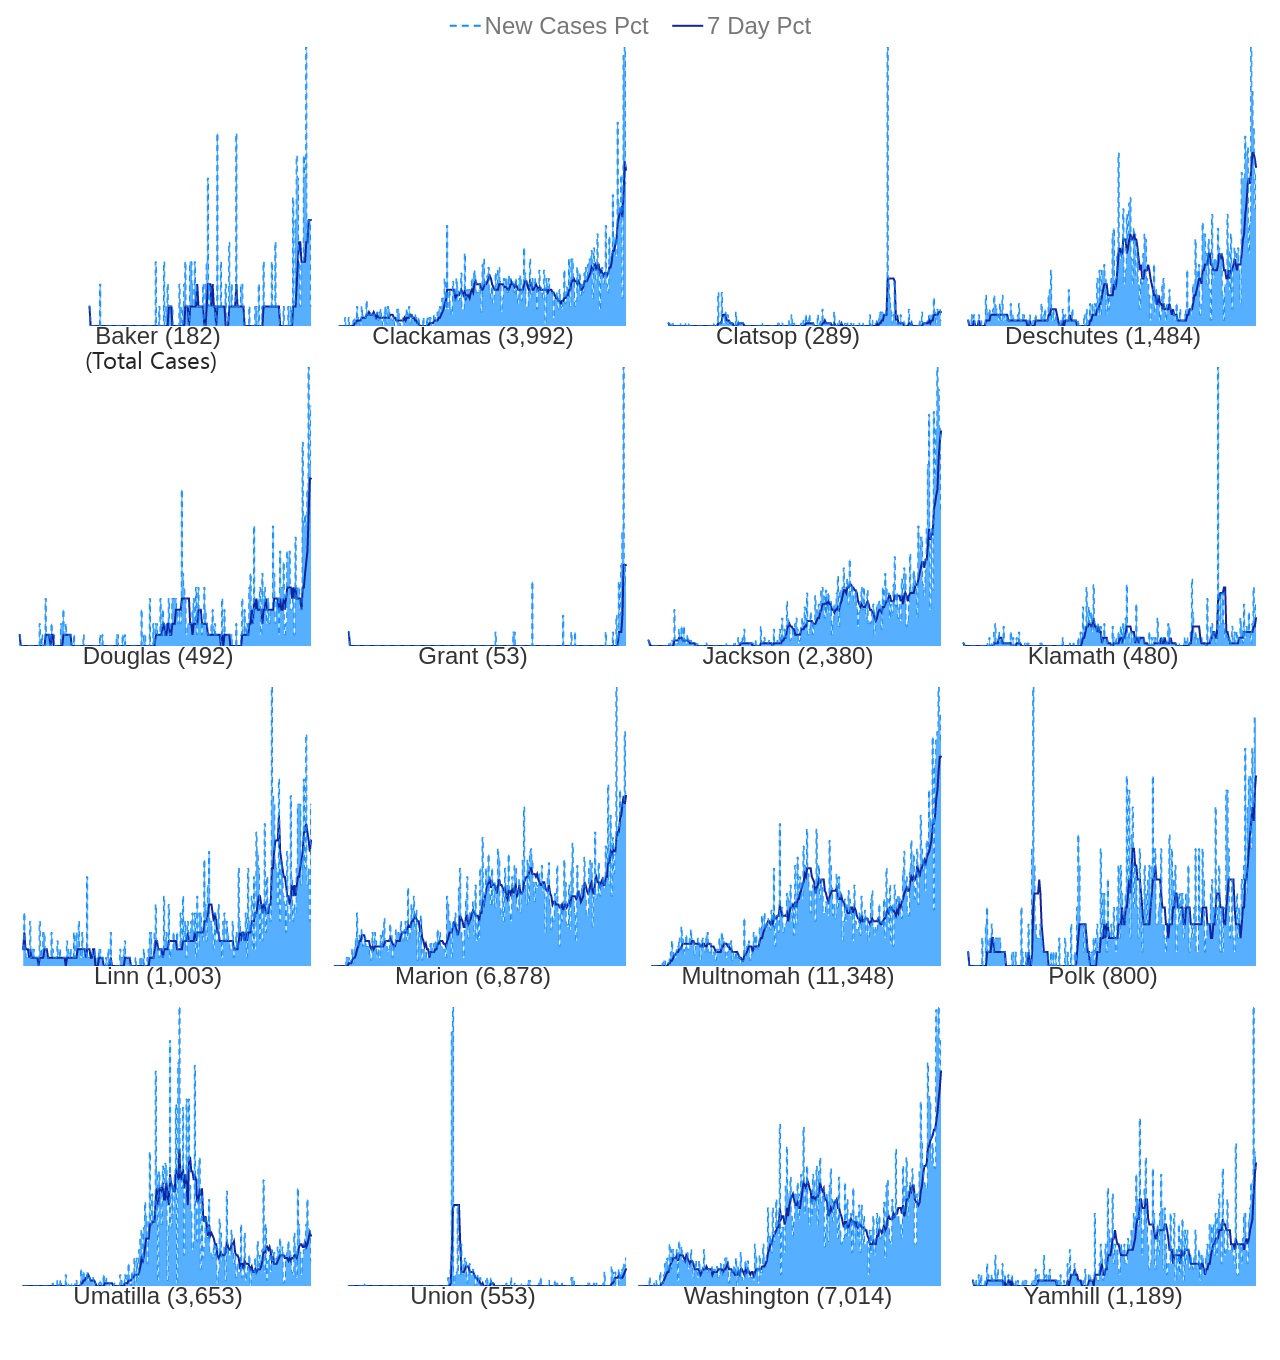 New Cases Pct 7 Day Pct
Baker (182) Clackamas (3,992) Clatsop (289) Deschutes (1,484)
(Total Cases)
Douglas (492) Grant (53) Jackson (2,380) Klamath (480)
Linn (1,003) Marion (6,878) Multnomah (11,348) Polk (800)
Umatilla (3,653) Union (553) Washington (7,014) Yamhill (1,189)